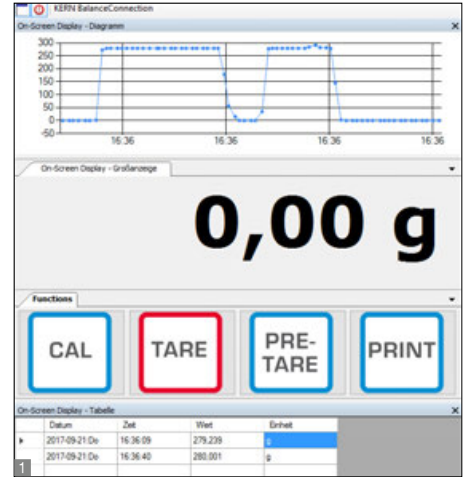 KERN BalanceConnection
On-Screen Display - Diagramm
300
250
200
150
100
50
0
-50
16:36 16:36 16:36 16:36
On-Screen Display - Großanzeige
0,00 g
Functions
CAL
TARE
PRE-
TARE
PRINT
On-Screen Display - Tabelle
Datum Zeit Wert Einheit
2017-09-21:Do 16:36:09 279,239 g
2017-09-21:Do 16:36:40 280,001 g
1